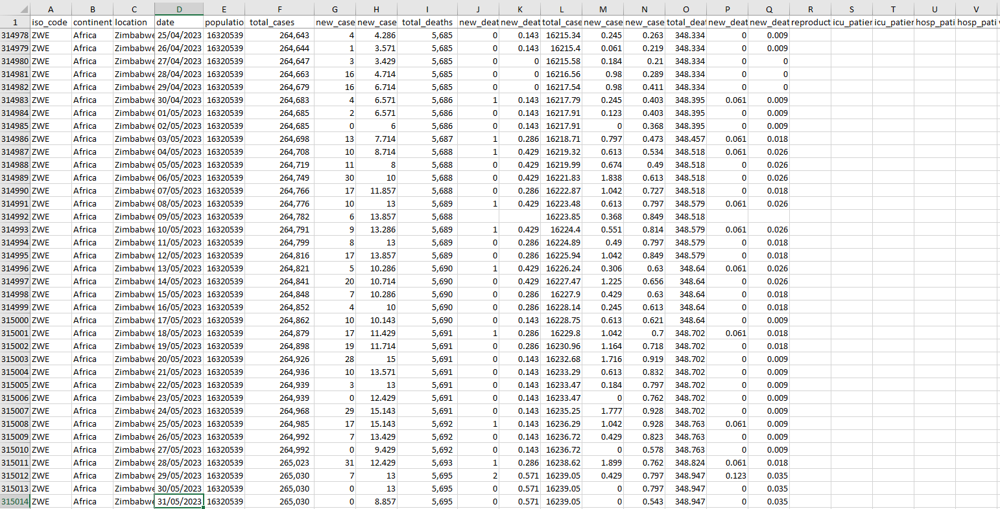 A B C D E F G H I J K L M N O P Q R S T U V
1 iso_code continent location date populatio total_cases new_case new_case total_deaths new_deat new_deat total_case new_case new_case total_deat new_deat new_deat reproduct icu_patier icu_patier hosp_pati hosp_pati
314978 ZWE Africa Zimbabwe 25/04/2023 16320539 264,643 4 4.286 5,685 0 0.143 16215.34 0.245 0.263 348.334 0 0.009
314979 ZWE Africa Zimbabwe 26/04/2023 16320539 264,644 1 3.571 5,685 0 0.143 16215.4 0.061 0.219 348.334 0 0.009
314980 ZWE Africa Zimbabwe 27/04/2023 16320539 264,647 3 3.429 5,685 0 0 16215.58 0.184 0.21 348.334 0 0
314981 ZWE Africa Zimbabwe 28/04/2023 16320539 264,663 16 4.714 5,685 0 0 16216.56 0.98 0.289 348.334 0 0
314982 ZWE Africa Zimbabwe 29/04/2023 16320539 264,679 16 6.714 5,685 0 0 16217.54 0.98 0.411 348.334 0 0
314983 ZWE Africa Zimbabwe 30/04/2023 16320539 264,683 4 6.571 5,686 1 0.143 16217.79 0.245 0.403 348.395 0.061 0.009
314984 ZWE Africa Zimbabwe 01/05/2023 16320539 264,685 2 6.571 5,686 0 0.143 16217.91 0.123 0.403 348.395 0 0.009
314985 ZWE Africa Zimbabwe 02/05/2023 16320539 264,685 0 6 5,686 0 0.143 16217.91 0 0.368 348.395 0 0.009
314986 ZWE Africa Zimbabwe 03/05/2023 16320539 264,698 13 7.714 5,687 1 0.286 16218.71 0.797 0.473 348.457 0.061 0.018
314987 ZWE Africa Zimbabwe 04/05/2023 16320539 264,708 10 8.714 5,688 1 0.429 16219.32 0.613 0.534 348.518 0.061 0.026
314988 ZWE Africa Zimbabwe 05/05/2023 16320539 264,719 11 8 5,688 0 0.429 16219.99 0.674 0.49 348.518 0 0.026
314989 ZWE Africa Zimbabwe 06/05/2023 16320539 264,749 30 10 5,688 0 0.429 16221.83 1.838 0.613 348.518 0 0.026
314990 ZWE Africa Zimbabwe 07/05/2023 16320539 264,766 17 11.857 5,688 0 0.286 16222.87 1.042 0.727 348.518 0 0.018
314991 ZWE Africa Zimbabwe 08/05/2023 16320539 264,776 10 13 5,689 1 0.429 16223.48 0.613 0.797 348.579 0.061 0.026
314992 ZWE Africa Zimbabwe 09/05/2023 16320539 264,782 6 13.857 5,688 16223.85 0.368 0.849 348.518
314993 ZWE Africa Zimbabwe 10/05/2023 16320539 264,791 9 13.286 5,689 1 0.429 16224.4 0.551 0.814 348.579 0.061 0.026
314994 ZWE Africa Zimbabwe 11/05/2023 16320539 264,799 8 13 5,689 0 0.286 16224.89 0.49 0.797 348.579 0 0.018
314995 ZWE Africa Zimbabwe 12/05/2023 16320539 264,816 17 13.857 5,689 0 0.286 16225.94 1.042 0.849 348.579 0 0.018
314996 ZWE Africa Zimbabwe 13/05/2023 16320539 264,821 5 10.286 5,690 1 0.429 16226.24 0.306 0.63 348.64 0.061 0.026
314997 ZWE Africa Zimbabwe 14/05/2023 16320539 264,841 20 10.714 5,690 0 0.429 16227.47 1.225 0.656 348.64 0 0.026
314998 ZWE Africa Zimbabwe 15/05/2023 16320539 264,848 7 10.286 5,690 0 0.286 16227.9 0.429 0.63 348.64 0 0.018
314999 ZWE Africa Zimbabwe 16/05/2023 16320539 264,852 4 10 5,690 0 0.286 16228.14 0.245 0.613 348.64 0 0.018
315000 ZWE Africa Zimbabwe 17/05/2023 16320539 264,862 10 10.143 5,690 0 0.143 16228.75 0.613 0.621 348.64 0 0.009
315001 ZWE Africa Zimbabwe 18/05/2023 16320539 264,879 17 11.429 5,691 1 0.286 16229.8 1.042 0.7 348.702 0.061 0.018
315002 ZWE Africa Zimbabwe 19/05/2023 16320539 264,898 19 11.714 5,691 0 0.286 16230.96 1.164 0.718 348.702 0 0.018
315003 ZWE Africa Zimbabwe 20/05/2023 16320539 264,926 28 15 5,691 0 0.143 16232.68 1.716 0.919 348.702 0 0.009
315004 ZWE Africa Zimbabwe 21/05/2023 16320539 264,936 10 13.571 5,691 0 0.143 16233.29 0.613 0.832 348.702 0 0.009
315005 ZWE Africa Zimbabwe 22/05/2023 16320539 264,939 3 13 5,691 0 0.143 16233.47 0.184 0.797 348.702 0 0.009
315006 ZWE Africa Zimbabwe 23/05/2023 16320539 264,939 0 12.429 5,691 0 0.143 16233.47 0 0.762 348.702 0 0.009
315007 ZWE Africa Zimbabwe 24/05/2023 16320539 264,968 29 15.143 5,691 0 0.143 16235.25 1.777 0.928 348.702 0 0.009
315008 ZWE Africa Zimbabwe 25/05/2023 16320539 264,985 17 15.143 5,692 1 0.143 16236.29 1.042 0.928 348.763 0.061 0.009
315009 ZWE Africa Zimbabwe 26/05/2023 16320539 264,992 7 13.429 5,692 0 0.143 16236.72 0.429 0.823 348.763 0 0.009
315010 ZWE Africa Zimbabwe 27/05/2023 16320539 264,992 0 9.429 5,692 0 0.143 16236.72 0 0.578 348.763 0 0.009
315011 ZWE Africa Zimbabwe 28/05/2023 16320539 265,023 31 12.429 5,693 1 0.286 16238.62 1.899 0.762 348.824 0.061 0.018
315012 ZWE Africa Zimbabwe 29/05/2023 16320539 265,030 7 13 5,695 2 0.571 16239.05 0.429 0.797 348.947 0.123 0.035
315013 ZWE Africa Zimbabwe 30/05/2023 16320539 265,030 0 13 5,695 0 0.571 16239.05 0 0.797 348.947 0 0.035
315014 ZWE Africa Zimbabwe 31/05/2023 16320539 265,030 0 8.857 5,695 0 0.571 16239.05 0 0.543 348.947 0 0.035